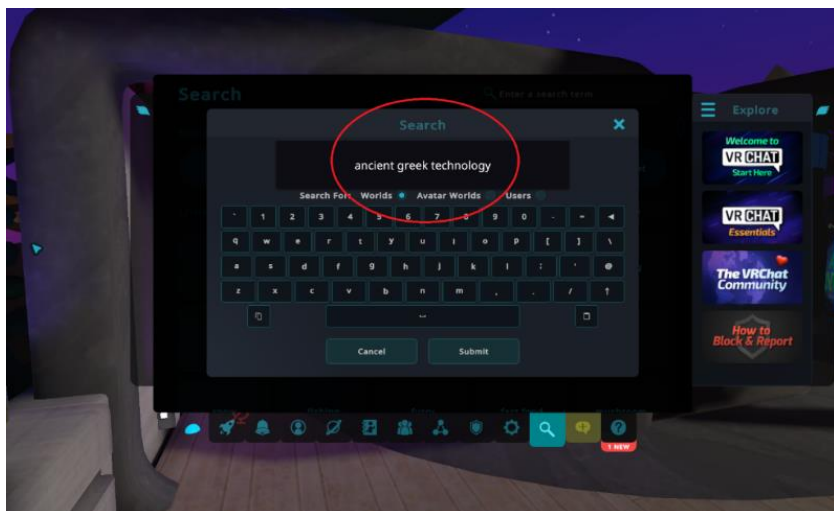 Search
Enter a search term
Explore
Search
ancient greek technology
Search For: Worlds Avatar Worlds Users
` 1 2 3 4 5 6 7 8 9 0 - =
q w e r t y u i o p [ ] \
a s d f g h j k l : ' @
z x c v b n m , . / ↑
Cancel Submit
Welcome to
VRCHAT
Start Here
VRCHAT
Essentials
The VRChat
Community
How to
Block & Report
1 NEW